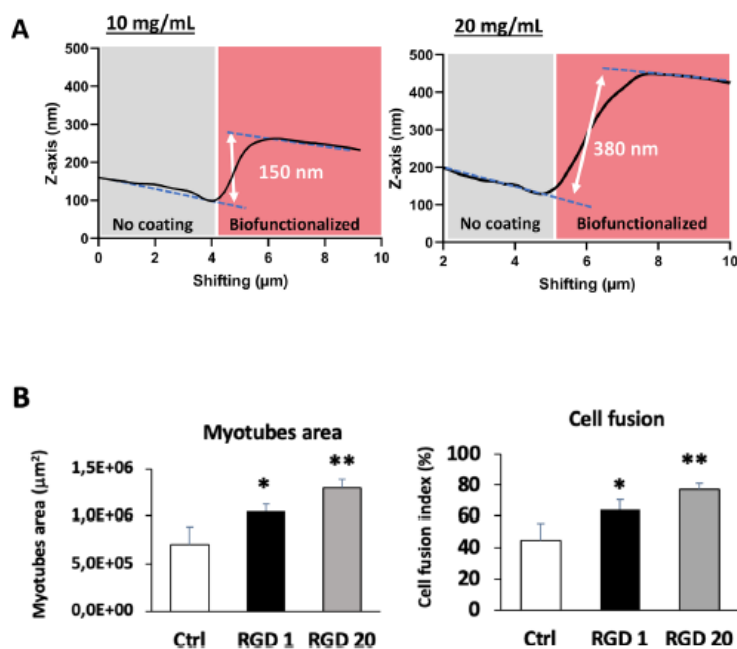 A
10 mg/mL
20 mg/mL
Z-axis (nm)
500
400
300
200
100
0
150 nm
No coating
Biofunctionalized
0 2 4 6 8 10
Shifting (µm)
Z-axis (nm)
500
400
300
200
100
0
380 nm
No coating
Biofunctionalized
2 4 6 8 10
Shifting (µm)
B
Myotubes area
Myotubes area (µm²)
1,5E+06
1,0E+06
5,0E+05
0,0E+00
*
**
Ctrl RGD 1 RGD 20
Cell fusion
Cell fusion index (%)
100
80
60
40
20
0
*
**
Ctrl RGD 1 RGD 20